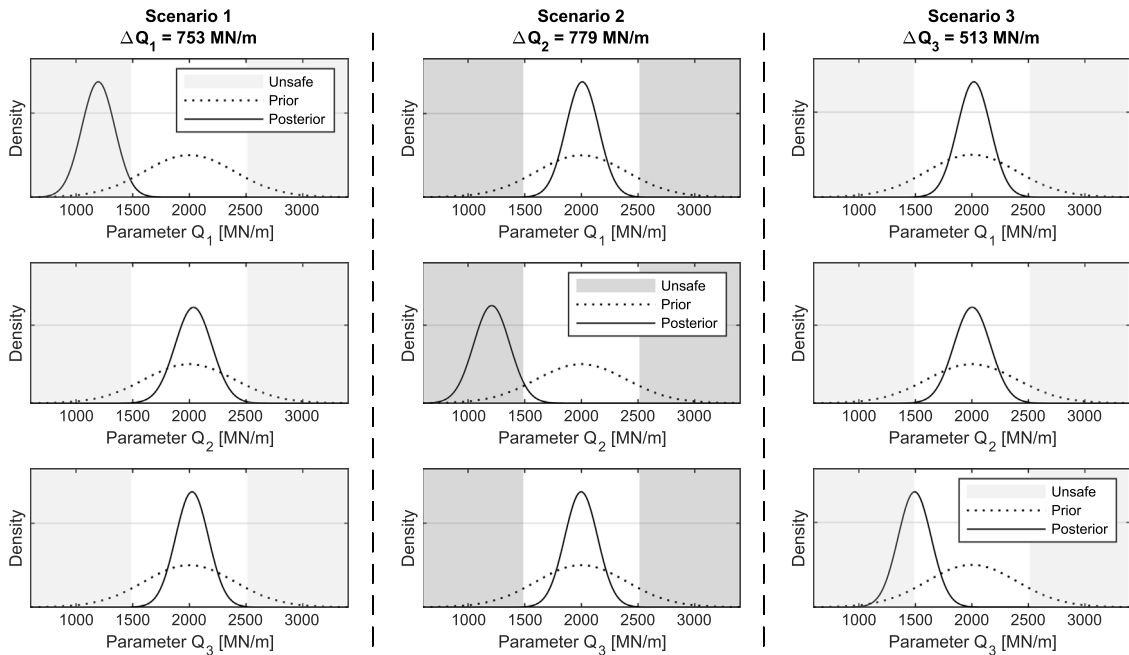 Scenario 1
Δ Q1 = 753 MN/m
Scenario 2
Δ Q2 = 779 MN/m
Scenario 3
Δ Q3 = 513 MN/m
Density
Unsafe
Prior
Posterior
1000 1500 2000 2500 3000
Parameter Q1 [MN/m]
Density
1000 1500 2000 2500 3000
Parameter Q1 [MN/m]
Density
1000 1500 2000 2500 3000
Parameter Q1 [MN/m]
Density
1000 1500 2000 2500 3000
Parameter Q2 [MN/m]
Density
Unsafe
Prior
Posterior
1000 1500 2000 2500 3000
Parameter Q2 [MN/m]
Density
1000 1500 2000 2500 3000
Parameter Q2 [MN/m]
Density
1000 1500 2000 2500 3000
Parameter Q3 [MN/m]
Density
1000 1500 2000 2500 3000
Parameter Q3 [MN/m]
Density
Unsafe
Prior
Posterior
1000 1500 2000 2500 3000
Parameter Q3 [MN/m]